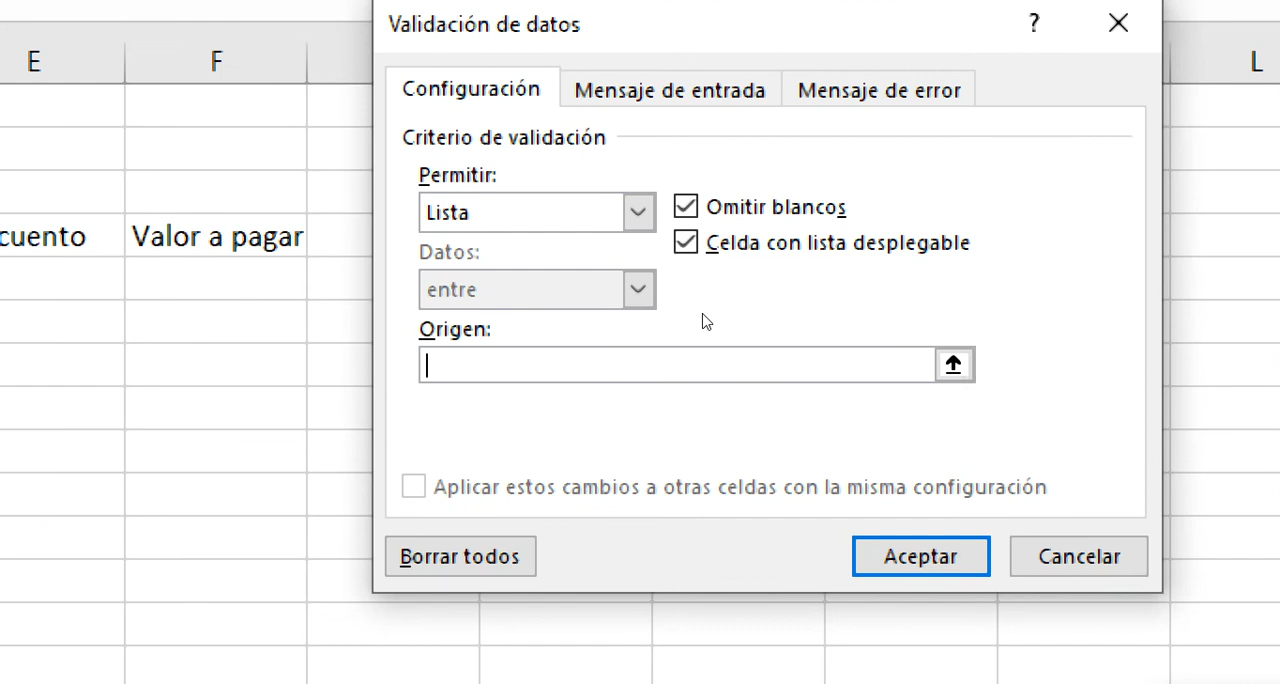 Validación de datos ?
E F L
Configuración Mensaje de entrada Mensaje de error
Criterio de validación
Permitir:
Lista Omitir blancos
cuento Valor a pagar
Celda con lista desplegable
Datos:
entre
Origen:
Aplicar estos cambios a otras celdas con la misma configuración
Borrar todos Aceptar Cancelar